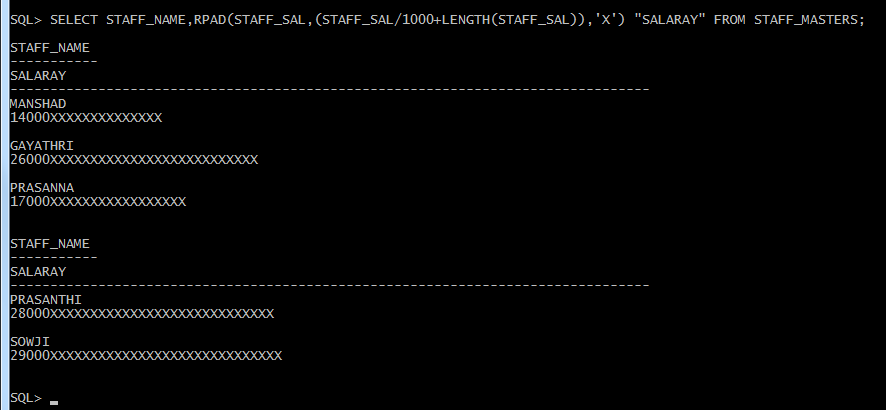 SQL> SELECT STAFF_NAME,RPAD(STAFF_SAL,(STAFF_SAL/1000+LENGTH(STAFF_SAL)),'X') "SALARAY" FROM STAFF_MASTERS;
STAFF_NAME
-----------
SALARAY
--------------------------------------------------------------------------------
MANSHAD
14000XXXXXXXXXXXXXX
GAYATHRI
26000XXXXXXXXXXXXXXXXXXXXXXXXXX
PRASANNA
17000XXXXXXXXXXXXXXXXX
STAFF_NAME
-----------
SALARAY
--------------------------------------------------------------------------------
PRASANTHI
28000XXXXXXXXXXXXXXXXXXXXXXXXXXXX
SOWJI
29000XXXXXXXXXXXXXXXXXXXXXXXXXXXXX
SQL> _